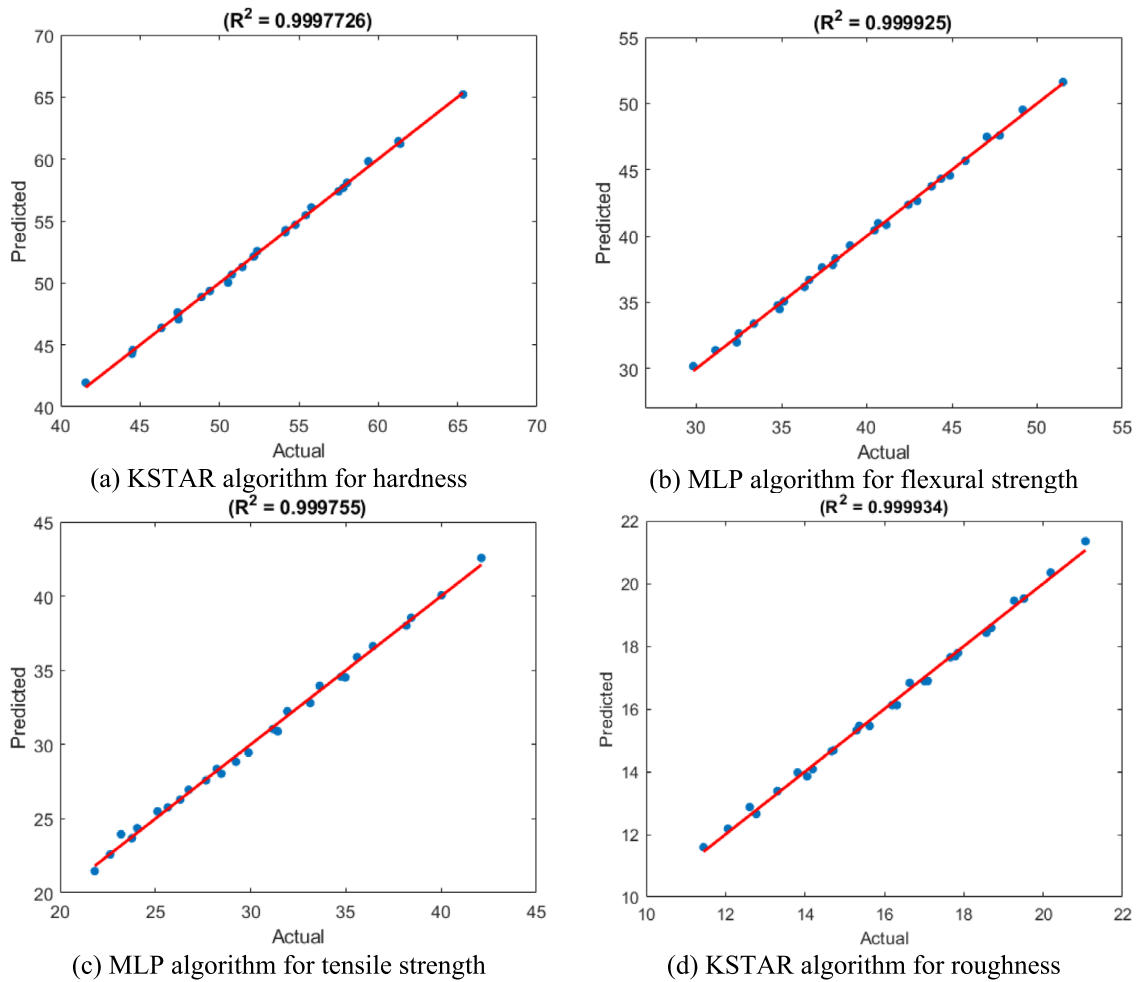 (R² = 0.9997726)
70
65
60
55
50
45
40
Predicted
40 45 50 55 60 65 70
Actual
(a) KSTAR algorithm for hardness
(R² = 0.999925)
55
50
45
40
35
30
Predicted
30 35 40 45 50 55
Actual
(b) MLP algorithm for flexural strength
(R² = 0.999755)
45
40
35
30
25
20
Predicted
20 25 30 35 40 45
Actual
(c) MLP algorithm for tensile strength
(R² = 0.999934)
22
20
18
16
14
12
10
Predicted
10 12 14 16 18 20 22
Actual
(d) KSTAR algorithm for roughness